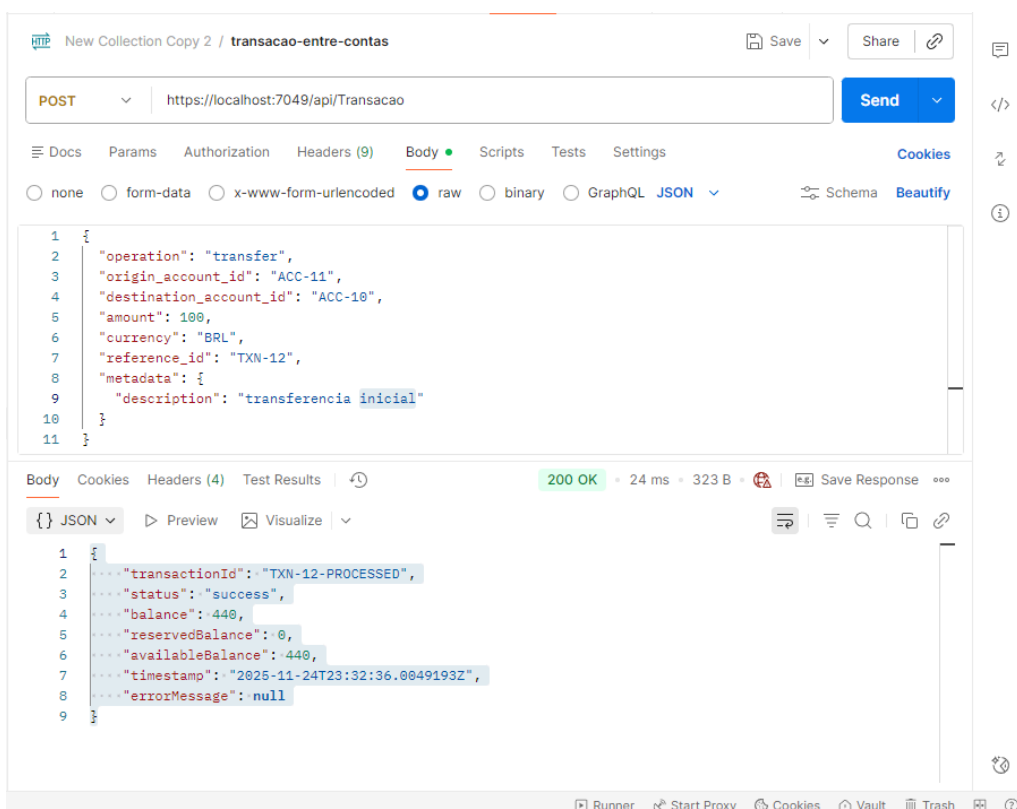 HTTP New Collection Copy 2 / transacao-entre-contas Save Share
POST https://localhost:7049/api/Transacao Send
Docs Params Authorization Headers (9) Body Scripts Tests Settings Cookies
none form-data x-www-form-urlencoded raw binary GraphQL JSON Schema Beautify
1 {
2 "operation": "transfer",
3 "origin_account_id": "ACC-11",
4 "destination_account_id": "ACC-10",
5 "amount": 100,
6 "currency": "BRL",
7 "reference_id": "TXN-12",
8 "metadata": {
9 "description": "transferencia inicial"
10 }
11 }
Body Cookies Headers (4) Test Results 200 OK • 24 ms • 323 B • e.g. Save Response
{} JSON Preview Visualize
1 {
2 "transactionId": "TXN-12-PROCESSED",
3 "status": "success",
4 "balance": 440,
5 "reservedBalance": 0,
6 "availableBalance": 440,
7 "timestamp": "2025-11-24T23:32:36.0049193Z",
8 "errorMessage": null
9 }
Runner Start Proxy Cookies Vault Trash